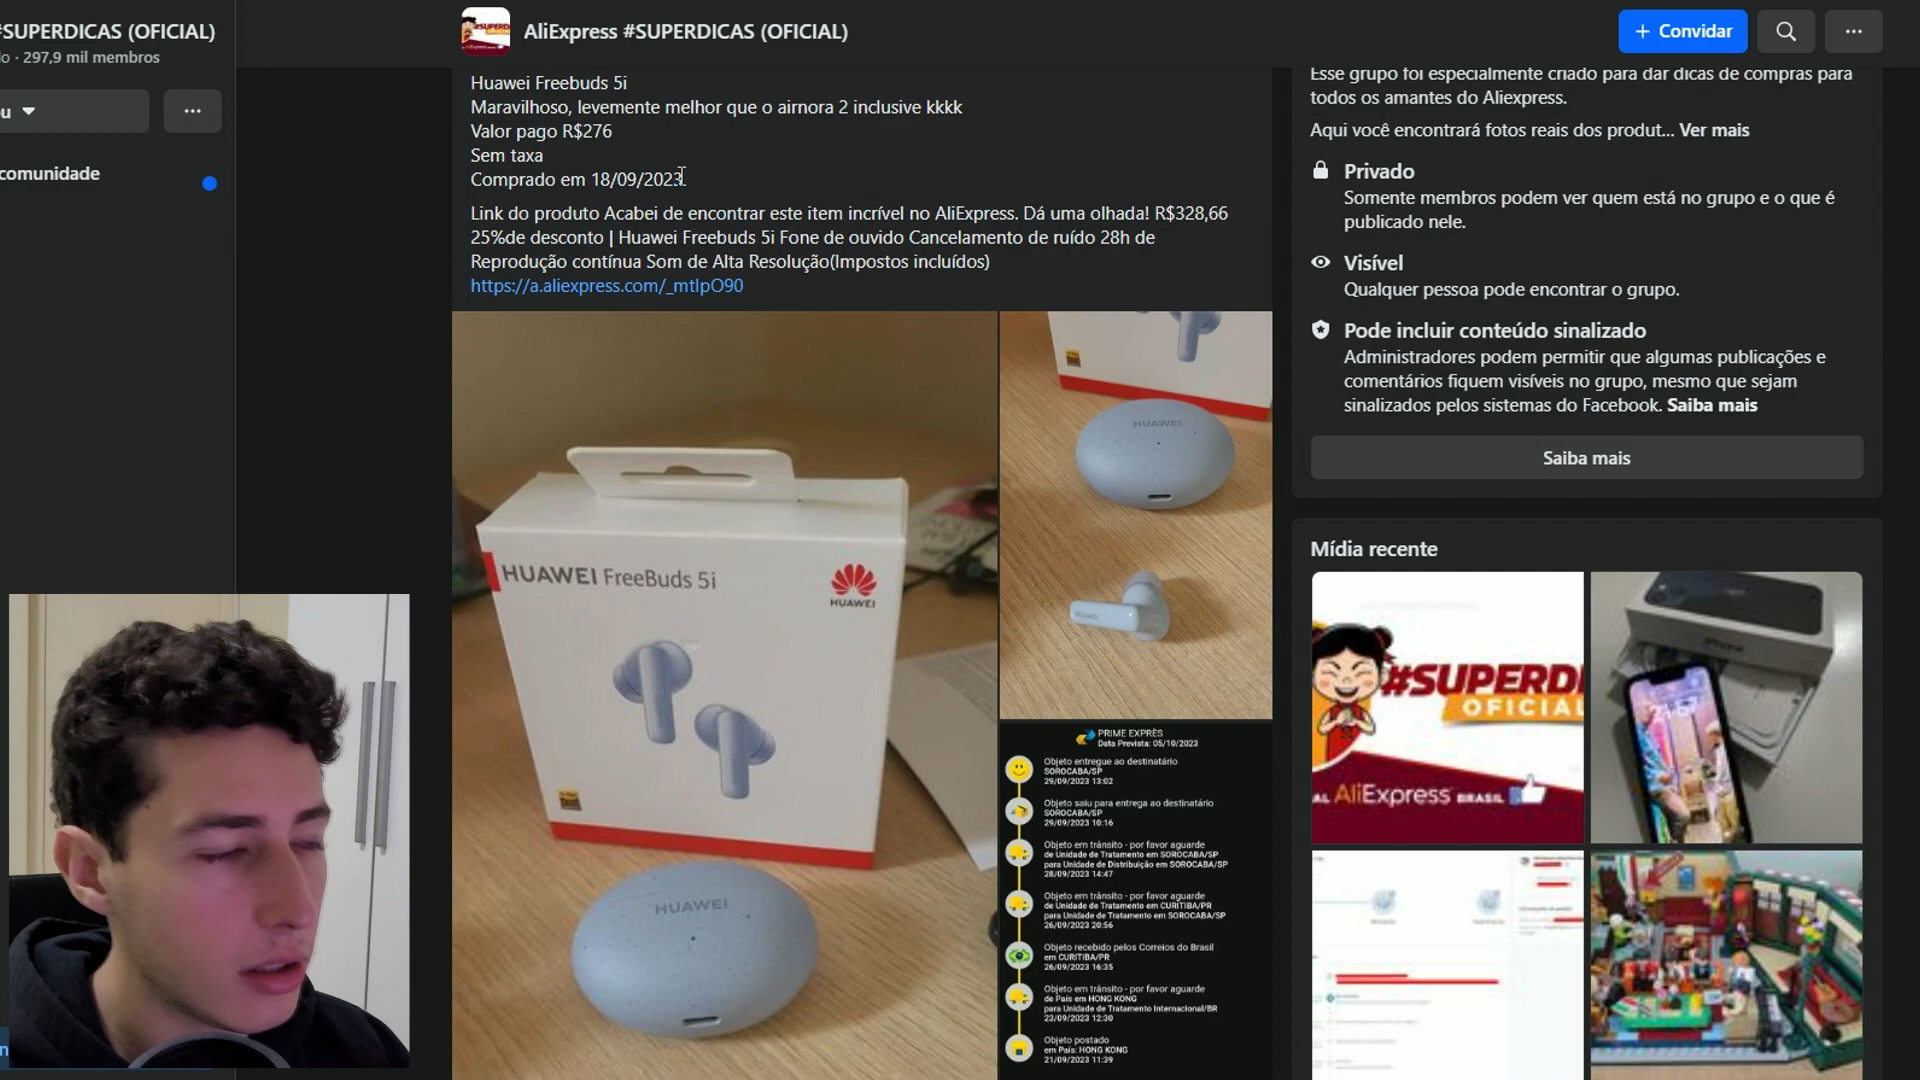 #SUPERDICAS (OFICIAL)
o · 297,9 mil membros
comunidade
AliExpress #SUPERDICAS (OFICIAL)
+ Convidar
Huawei Freebuds 5i
Maravilhoso, levemente melhor que o airnora 2 inclusive kkkk
Valor pago R$276
Sem taxa
Comprado em 18/09/2023
Link do produto Acabei de encontrar este item incrível no AliExpress. Dá uma olhada! R$328,66
25%de desconto | Huawei Freebuds 5i Fone de ouvido Cancelamento de ruído 28h de
Reprodução contínua Som de Alta Resolução(Impostos incluídos)
https://a.aliexpress.com/_mtIpO90
HUAWEI FreeBuds 5i
HUAWEI
HUAWEI
HUAWEI
HUAWEI
PRIME EXPRÈS
Data Prevista: 05/10/2023
Objeto entregue ao destinatário
SOROCABA/SP
29/09/2023 13:02
Objeto saiu para entrega ao destinatário
SOROCABA/SP
29/09/2023 10:16
Objeto em trânsito - por favor aguarde
de Unidade de Tratamento em SOROCABA/SP
para Unidade de Distribuição em SOROCABA/SP
28/09/2023 14:47
Objeto em trânsito - por favor aguarde
de Unidade de Tratamento em CURITIBA/PR
para Unidade de Tratamento em SOROCABA/SP
26/09/2023 20:56
Objeto recebido pelos Correios do Brasil
em CURITIBA/PR
26/09/2023 16:35
Objeto em trânsito - por favor aguarde
de País em HONG KONG
para Unidade de Tratamento Internacional/BR
23/09/2023 12:30
Objeto postado
em País: HONG KONG
21/09/2023 11:39
Esse grupo foi especialmente criado para dar dicas de compras para
todos os amantes do Aliexpress.
Aqui você encontrará fotos reais dos produt... Ver mais
Privado
Somente membros podem ver quem está no grupo e o que é
publicado nele.
Visível
Qualquer pessoa pode encontrar o grupo.
Pode incluir conteúdo sinalizado
Administradores podem permitir que algumas publicações e
comentários fiquem visíveis no grupo, mesmo que sejam
sinalizados pelos sistemas do Facebook. Saiba mais
Saiba mais
Mídia recente
#SUPERDI
OFICIAL
AL AliExpress BRASIL